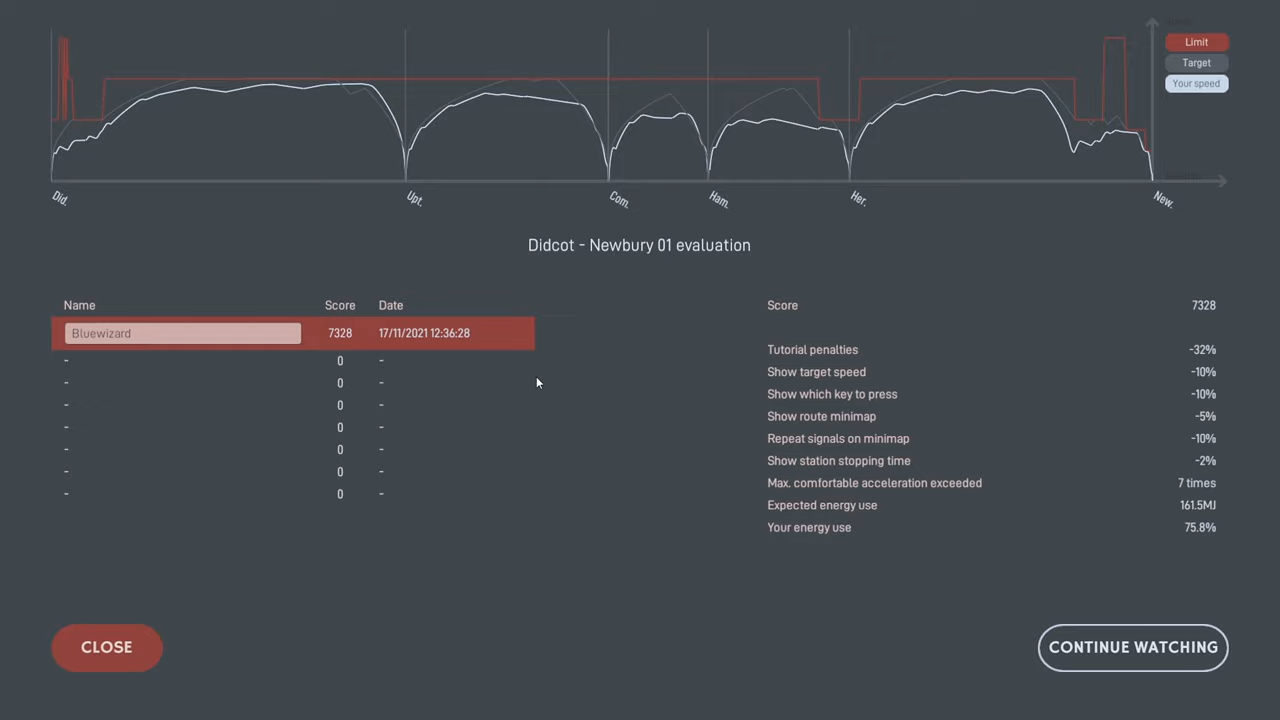 Limit
Target
Your speed
Did.
Upt.
Com.
Ham.
Her.
New.
Didcot - Newbury 01 evaluation
Name Score Date
Bluewizard 7328 17/11/2021 12:36:28
- 0 -
- 0 -
- 0 -
- 0 -
- 0 -
- 0 -
- 0 -
Score 7328
Tutorial penalties -32%
Show target speed -10%
Show which key to press -10%
Show route minimap -5%
Repeat signals on minimap -10%
Show station stopping time -2%
Max. comfortable acceleration exceeded 7 times
Expected energy use 161.5MJ
Your energy use 75.8%
CLOSE
CONTINUE WATCHING